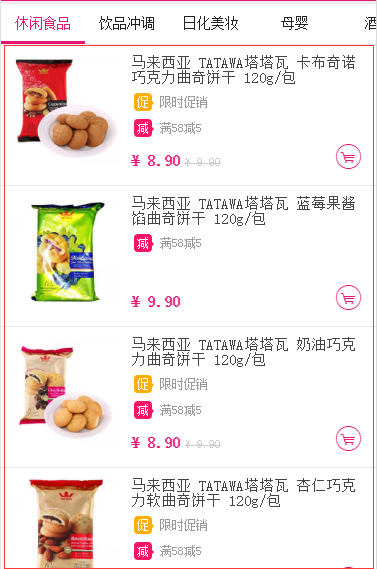 休闲食品 饮品冲调 日化美妆 母婴 酒
马来西亚 TATAWA塔塔瓦 卡布奇诺
巧克力曲奇饼干 120g/包
促 限时促销
减 满58减5
¥ 8.90 ¥ 9.90
马来西亚 TATAWA塔塔瓦 蓝莓果酱
馅曲奇饼干 120g/包
减 满58减5
¥ 9.90
马来西亚 TATAWA塔塔瓦 奶油巧克
力曲奇饼干 120g/包
促 限时促销
减 满58减5
¥ 8.90 ¥ 9.90
马来西亚 TATAWA塔塔瓦 杏仁巧克
力软曲奇饼干 120g/包
促 限时促销
减 满58减5